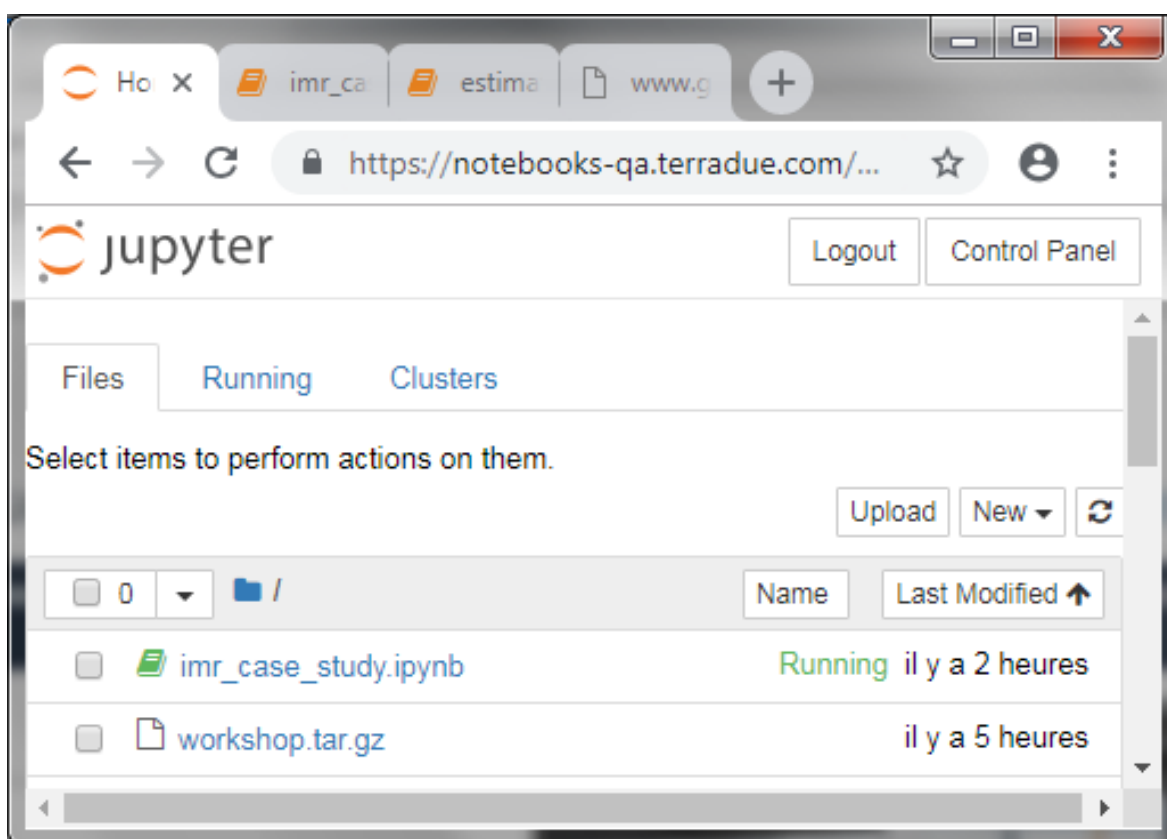 Ho imr_ca estima www.g
https://notebooks-qa.terradue.com/...
jupyter Logout Control Panel
Files Running Clusters
Select items to perform actions on them.
Upload New
0 / Name Last Modified
imr_case_study.ipynb Running il y a 2 heures
workshop.tar.gz il y a 5 heures